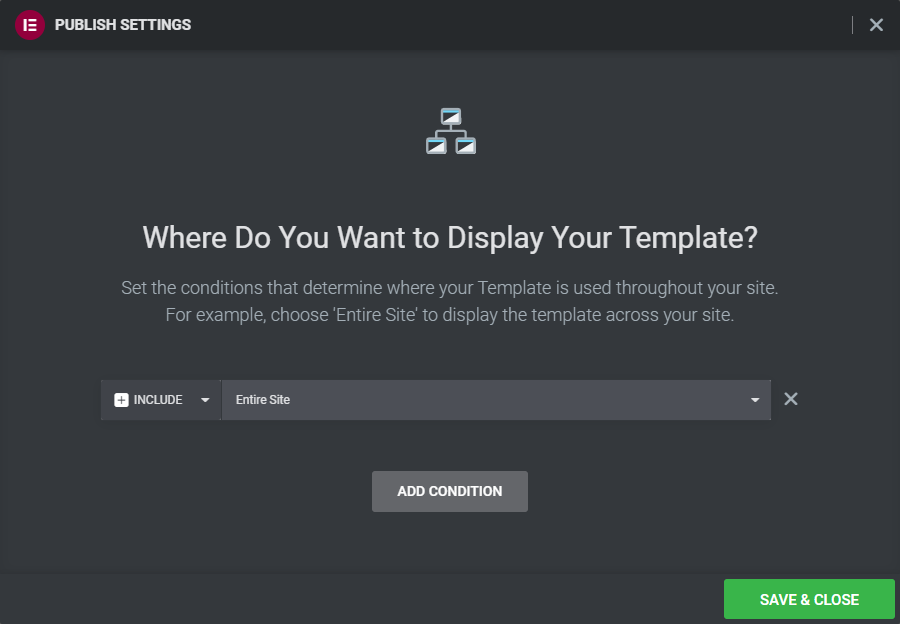 PUBLISH SETTINGS
Where Do You Want to Display Your Template?
Set the conditions that determine where your Template is used throughout your site.
For example, choose 'Entire Site' to display the template across your site.
INCLUDE Entire Site
ADD CONDITION
SAVE & CLOSE